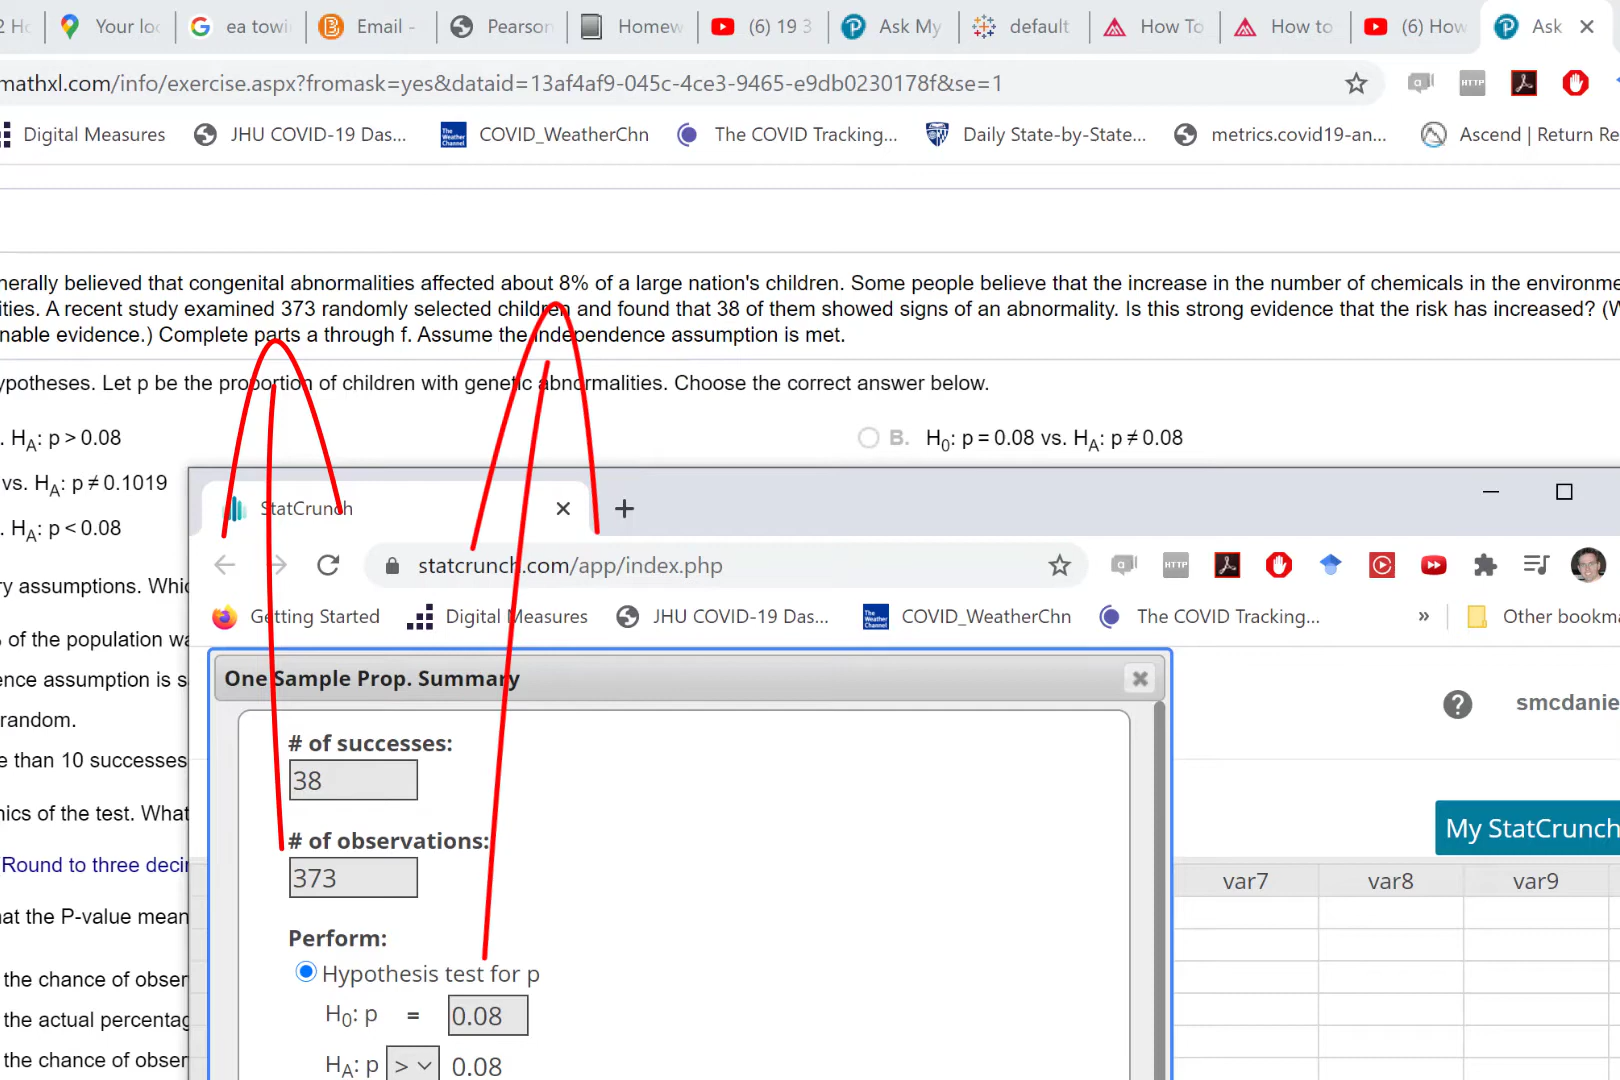 2 Ho
Your loc
ea towi
Email -
Pearson
Homew
(6) 19 3
Ask My
default
How To
How to
(6) How
Ask
mathxl.com/info/exercise.aspx?fromask=yes&dataid=13af4af9-045c-4ce3-9465-e9db0230178f&se=1
Digital Measures
JHU COVID-19 Das...
COVID_WeatherChn
The COVID Tracking...
Daily State-by-State...
metrics.covid19-an...
Ascend | Return Re
nerally believed that congenital abnormalities affected about 8% of a large nation's children. Some people believe that the increase in the number of chemicals in the environme
ities. A recent study examined 373 randomly selected children and found that 38 of them showed signs of an abnormality. Is this strong evidence that the risk has increased? (W
nable evidence.) Complete parts a through f. Assume the independence assumption is met.
ypotheses. Let p be the proportion of children with genetic abnormalities. Choose the correct answer below.
. HA: p > 0.08
B. H0: p = 0.08 vs. HA: p ≠ 0.08
vs. HA: p ≠ 0.1019
. HA: p < 0.08
StatCrunch
statcrunch.com/app/index.php
Getting Started
Digital Measures
JHU COVID-19 Das...
COVID_WeatherChn
The COVID Tracking...
»
Other bookma
ry assumptions. Whic
of the population wa
ence assumption is s
random.
e than 10 successes
nics of the test. What
(Round to three decir
hat the P-value mean
the chance of obser
the actual percentag
the chance of obser
One Sample Prop. Summary
# of successes:
38
# of observations:
373
Perform:
Hypothesis test for p
H0: p = 0.08
HA: p > 0.08
smcdanie
My StatCrunch
var7 var8 var9